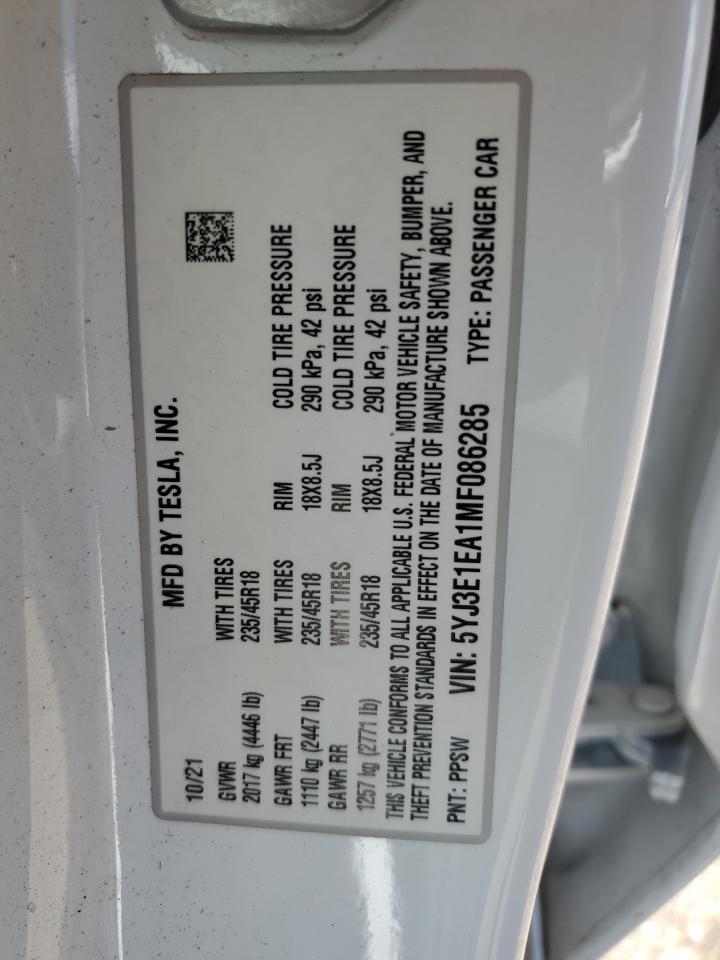 MFD BY TESLA, INC.
10/21
GVWR WITH TIRES
2017 kg (4446 lb) 235/45R18
GAWR FRT WITH TIRES RIM COLD TIRE PRESSURE
1110 kg (2447 lb) 235/45R18 18X8.5J 290 kPa, 42 psi
GAWR RR WITH TIRES RIM COLD TIRE PRESSURE
1257 kg (2771 lb) 235/45R18 18X8.5J 290 kPa, 42 psi
THIS VEHICLE CONFORMS TO ALL APPLICABLE U.S. FEDERAL MOTOR VEHICLE SAFETY, BUMPER, AND
THEFT PREVENTION STANDARDS IN EFFECT ON THE DATE OF MANUFACTURE SHOWN ABOVE.
PNT: PPSW VIN: 5YJ3E1EA1MF086285 TYPE: PASSENGER CAR